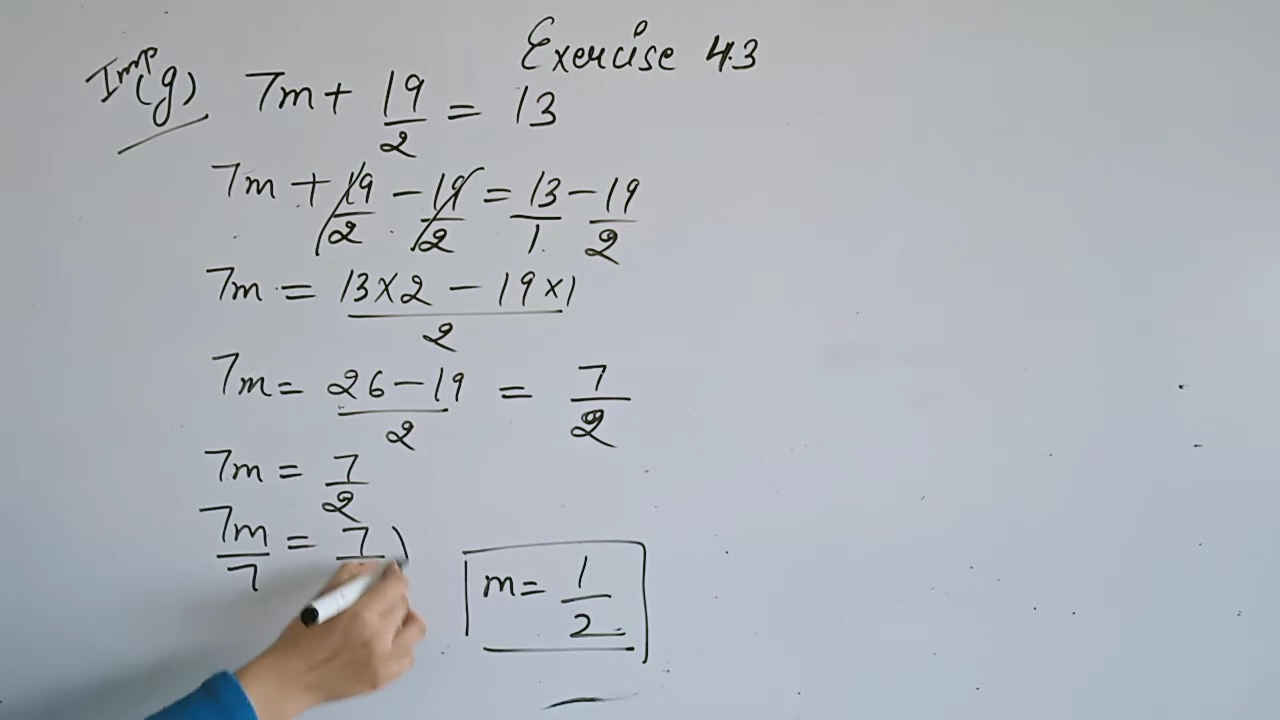 Exercise 4.3
Imp (g) 7m + 19/2 = 13
7m + 19/2 - 19/2 = 13/1 - 19/2
7m = 13×2 - 19×1 / 2
7m = 26-19 / 2 = 7/2
7m = 7/2
7m/7 = 7/
m = 1/2